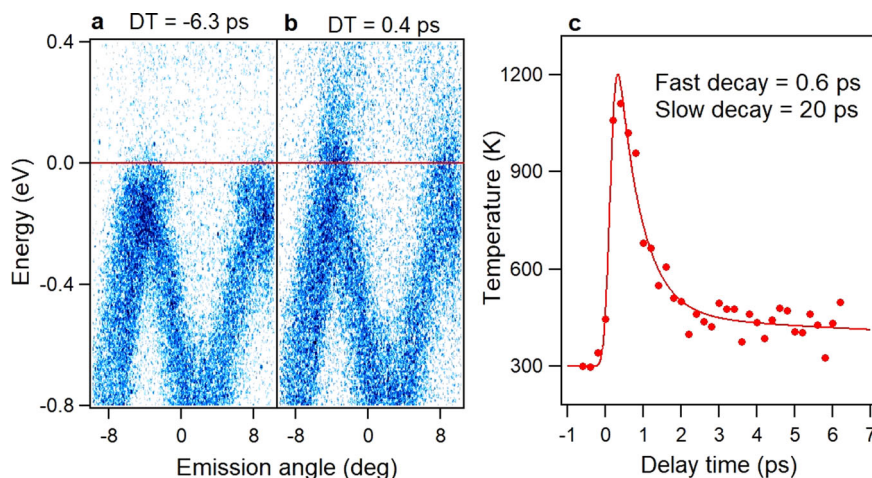 a DT = -6.3 ps b DT = 0.4 ps
0.4
0.0
-0.4
-0.8
Energy (eV)
-8 0 8 -8 0 8
Emission angle (deg)
c
Fast decay = 0.6 ps
Slow decay = 20 ps
1200
900
600
300
Temperature (K)
-1 0 1 2 3 4 5 6 7
Delay time (ps)